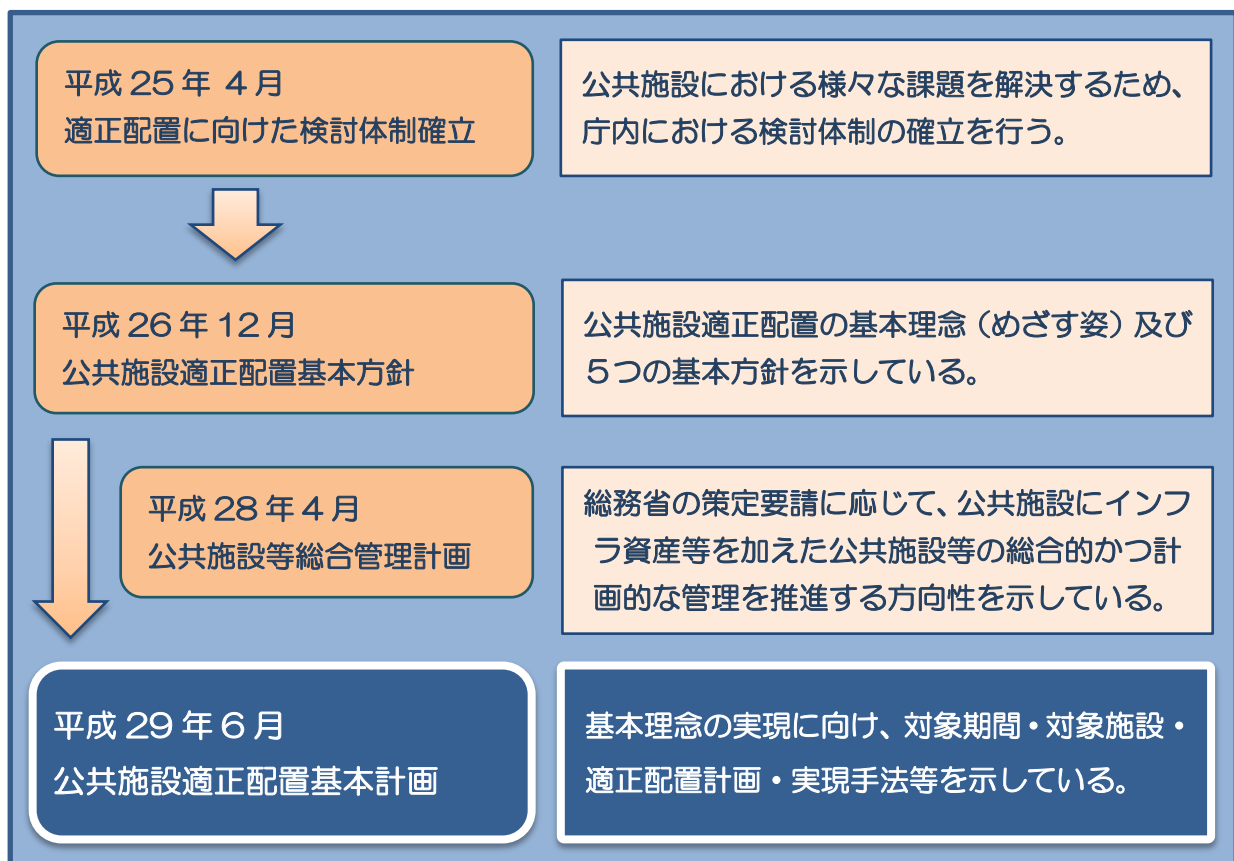 平成 25 年 4 月
適正配置に向けた検討体制確立
公共施設における様々な課題を解決するため、
庁内における検討体制の確立を行う。
平成 26 年 12 月
公共施設適正配置基本方針
公共施設適正配置の基本理念（めざす姿）及び
５つの基本方針を示している。
平成 28 年 4 月
公共施設等総合管理計画
総務省の策定要請に応じて、公共施設にインフ
ラ資産等を加えた公共施設等の総合的かつ計
画的な管理を推進する方向性を示している。
平成 29 年 6 月
公共施設適正配置基本計画
基本理念の実現に向け、対象期間・対象施設・
適正配置計画・実現手法等を示している。